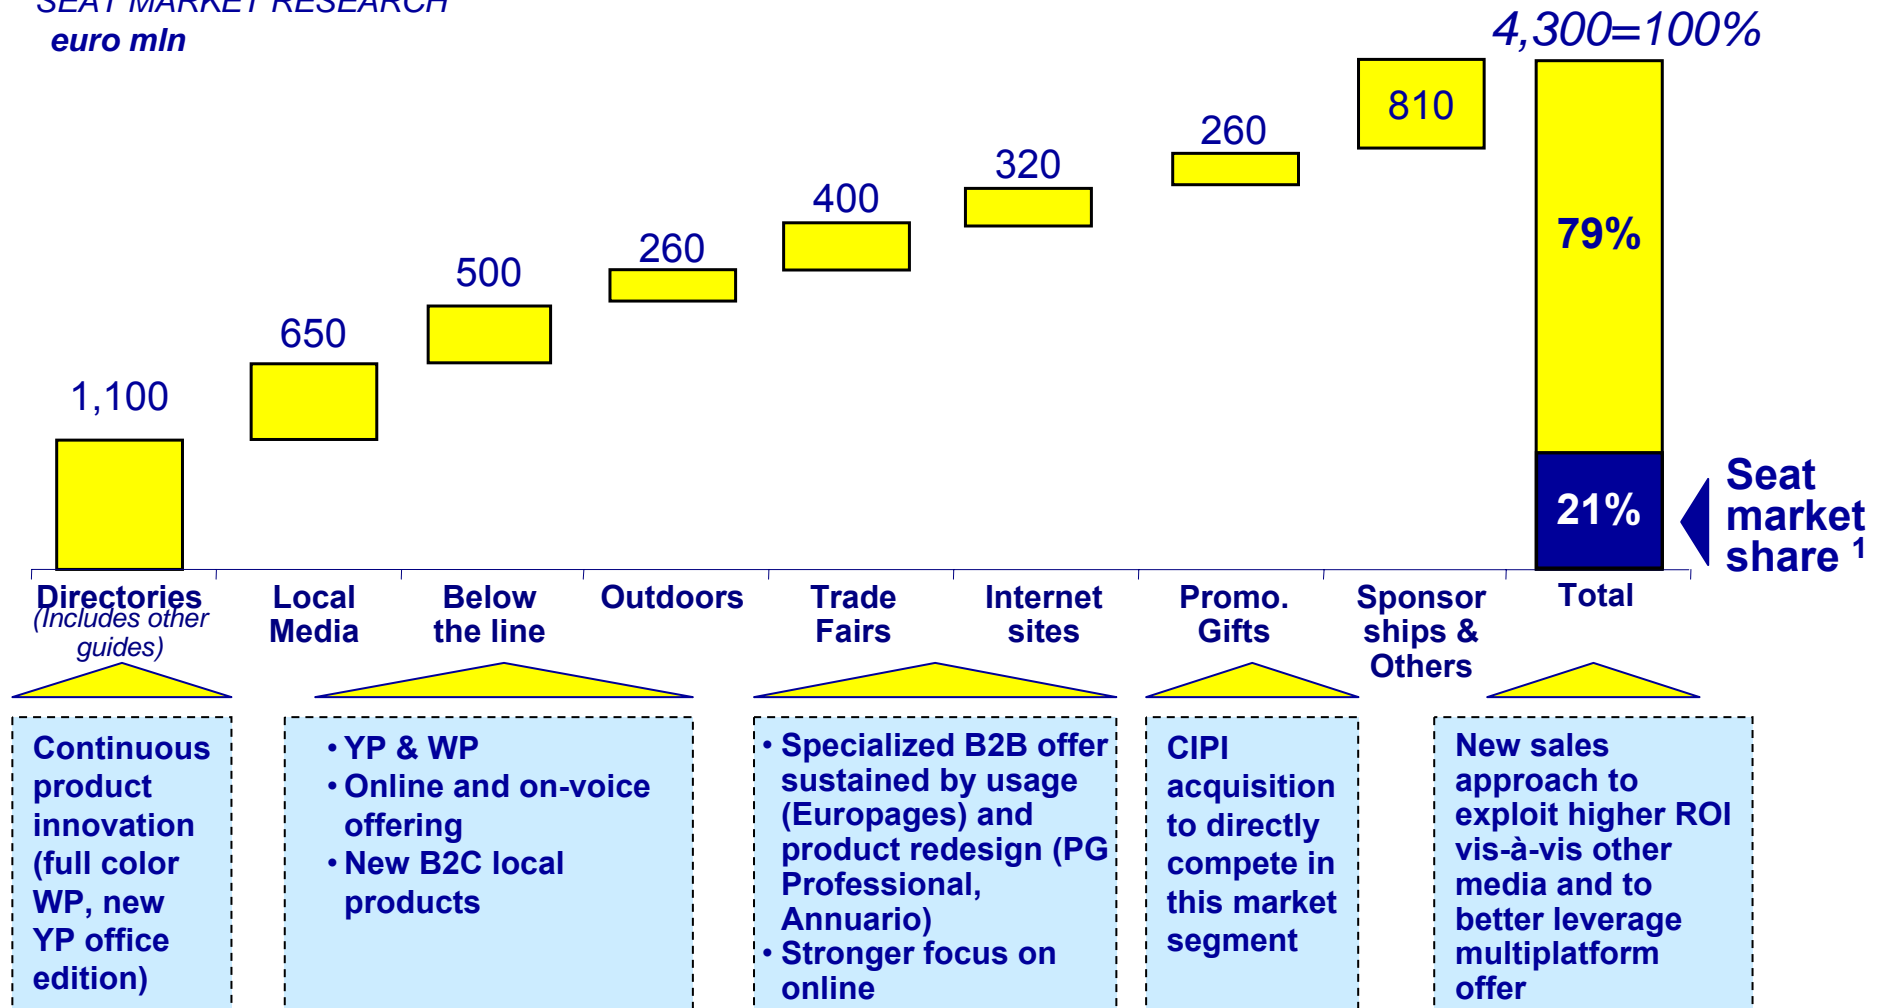 SEAT MARKET RESEARCH
euro mln
4,300=100%
1,100
650
500
260
400
320
260
810
79%
21%
Seat
market
share 1
Directories
(Includes other
guides)
Local
Media
Below
the line
Outdoors
Trade
Fairs
Internet
sites
Promo.
Gifts
Sponsor
ships &
Others
Total
Continuous
product
innovation
(full color
WP, new
YP office
edition)
• YP & WP
• Online and on-voice
offering
• New B2C local
products
• Specialized B2B offer
sustained by usage
(Europages) and
product redesign (PG
Professional,
Annuario)
• Stronger focus on
online
CIPI
acquisition
to directly
compete in
this market
segment
New sales
approach to
exploit higher ROI
vis-à-vis other
media and to
better leverage
multiplatform
offer